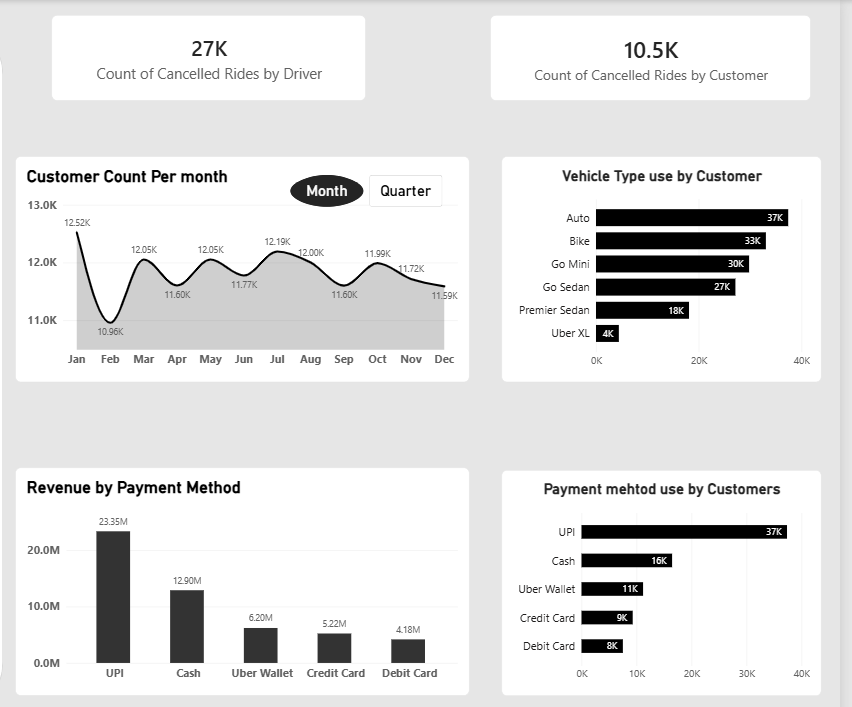 27K
Count of Cancelled Rides by Driver
10.5K
Count of Cancelled Rides by Customer
Customer Count Per month
Month
Quarter
13.0K
12.0K
11.0K
12.52K
10.96K
12.05K
11.60K
12.05K
11.77K
12.19K
12.00K
11.60K
11.99K
11.72K
11.59K
Jan Feb Mar Apr May Jun Jul Aug Sep Oct Nov Dec
Vehicle Type use by Customer
Auto 37K
Bike 33K
Go Mini 30K
Go Sedan 27K
Premier Sedan 18K
Uber XL 4K
0K 20K 40K
Revenue by Payment Method
20.0M
10.0M
0.0M
23.35M
12.90M
6.20M
5.22M
4.18M
UPI Cash Uber Wallet Credit Card Debit Card
Payment mehtod use by Customers
UPI 37K
Cash 16K
Uber Wallet 11K
Credit Card 9K
Debit Card 8K
0K 10K 20K 30K 40K